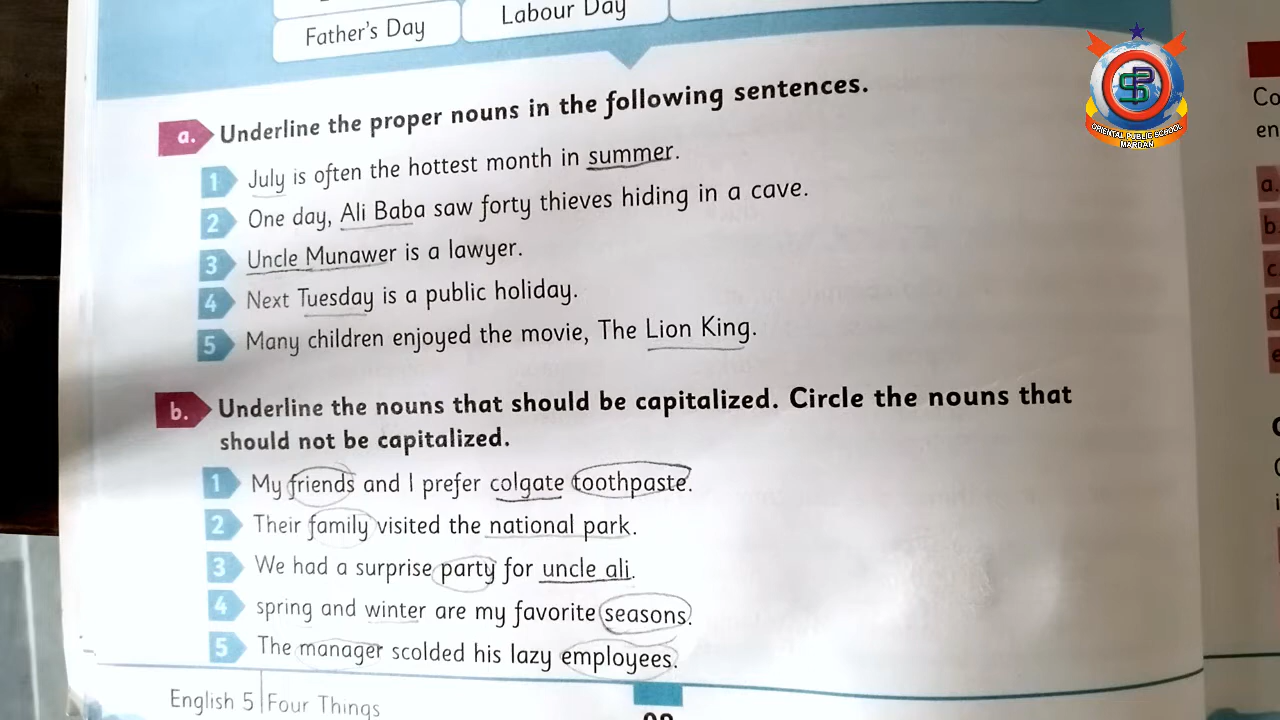 Father's Day
Labour Day
a. Underline the proper nouns in the following sentences.
1 July is often the hottest month in summer.
2 One day, Ali Baba saw forty thieves hiding in a cave.
3 Uncle Munawer is a lawyer.
4 Next Tuesday is a public holiday.
5 Many children enjoyed the movie, The Lion King.
b. Underline the nouns that should be capitalized. Circle the nouns that
should not be capitalized.
1 My friends and I prefer colgate toothpaste.
2 Their family visited the national park.
3 We had a surprise party for uncle ali.
4 spring and winter are my favorite seasons.
5 The manager scolded his lazy employees.
English 5 Four Things
ORIENTAL PUBLIC SCHOOL
MARDAN
Co
en
a.
b.
c
d
e